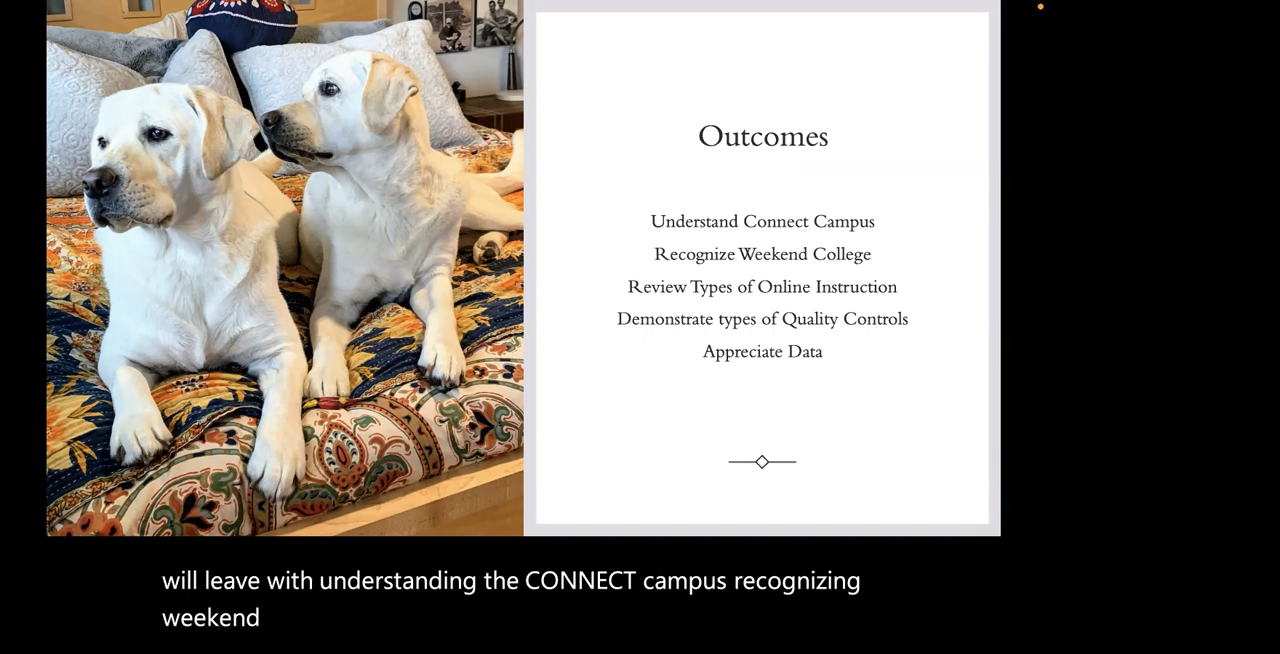 Outcomes
Understand Connect Campus
Recognize Weekend College
Review Types of Online Instruction
Demonstrate types of Quality Controls
Appreciate Data
will leave with understanding the CONNECT campus recognizing
weekend